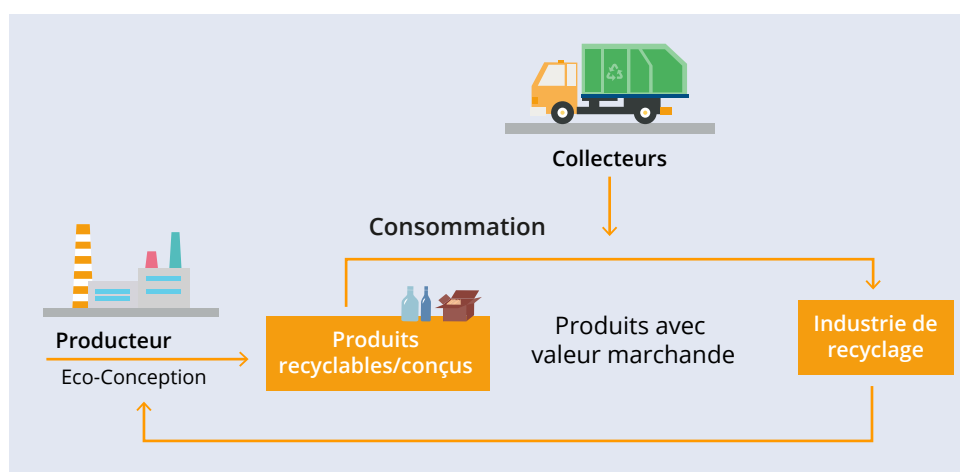 Collecteurs
Consommation
Producteur
Eco-Conception
Produits
recyclables/conçus
Produits avec
valeur marchande
Industrie de
recyclage